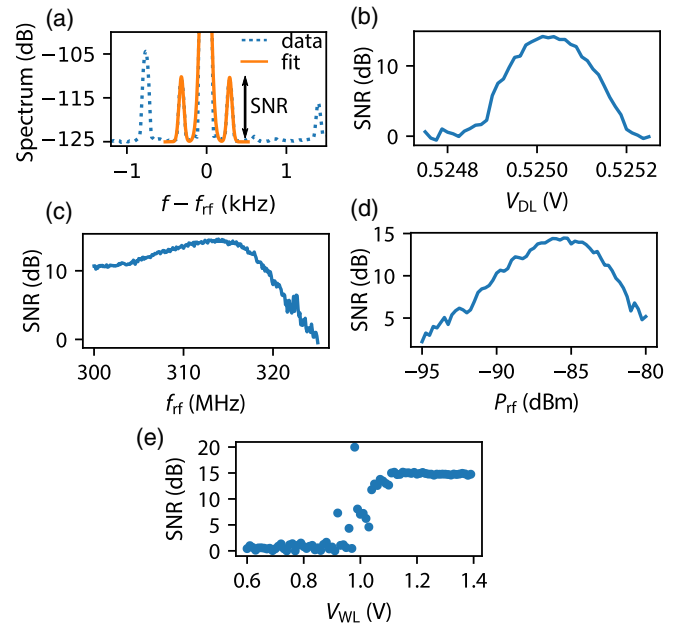 (a)
Spectrum (dB)
−105
−115
−125
data
fit
SNR
−1
0
1
f − f_rf (kHz)
(b)
SNR (dB)
10
0
0.5248
0.5250
0.5252
V_DL (V)
(c)
SNR (dB)
10
0
300
310
320
f_rf (MHz)
(d)
SNR (dB)
15
10
5
−95
−90
−85
−80
P_rf (dBm)
(e)
SNR (dB)
20
15
10
5
0
0.6
0.8
1.0
1.2
1.4
V_WL (V)